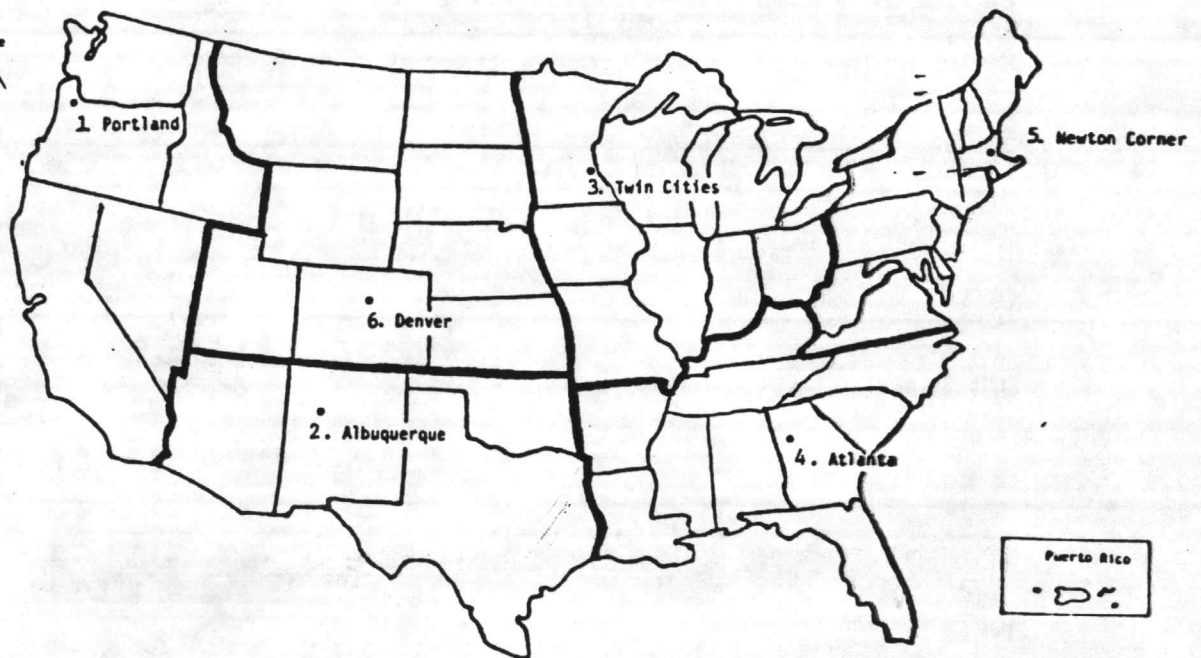 1 Portland
5. Newton Corner
3. Twin Cities
6. Denver
2. Albuquerque
4. Atlanta
Puerto Rico